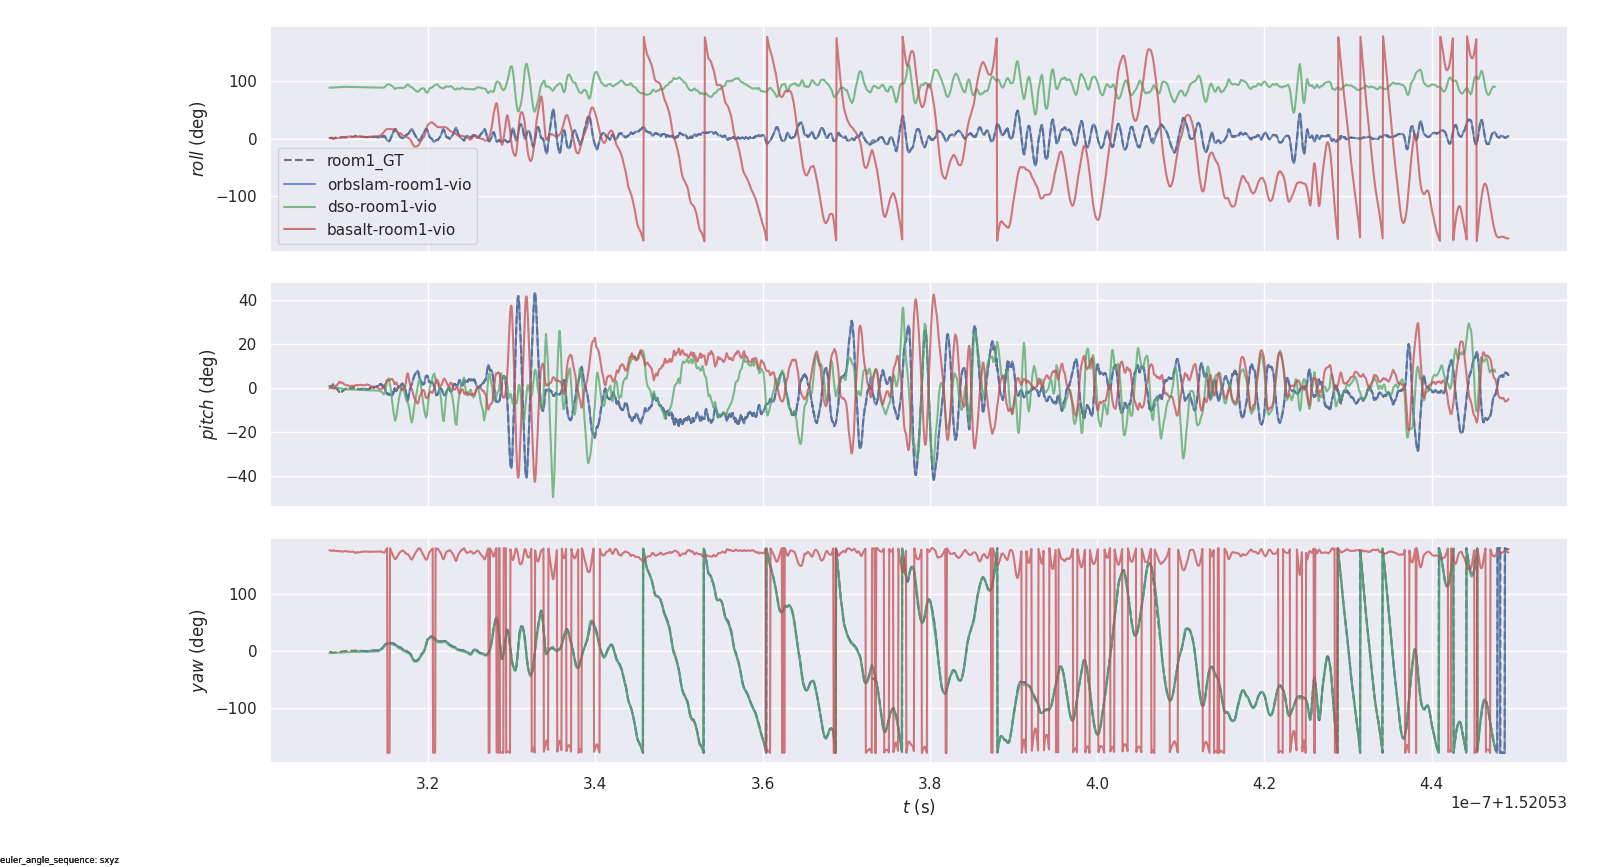 100
0
−100
roll (deg)
room1_GT
orbslam-room1-vio
dso-room1-vio
basalt-room1-vio
40
20
0
−20
−40
pitch (deg)
100
0
−100
yaw (deg)
3.2 3.4 3.6 3.8 4.0 4.2 4.4
t (s)
1e−7+1.52053
euler_angle_sequence: sxyz